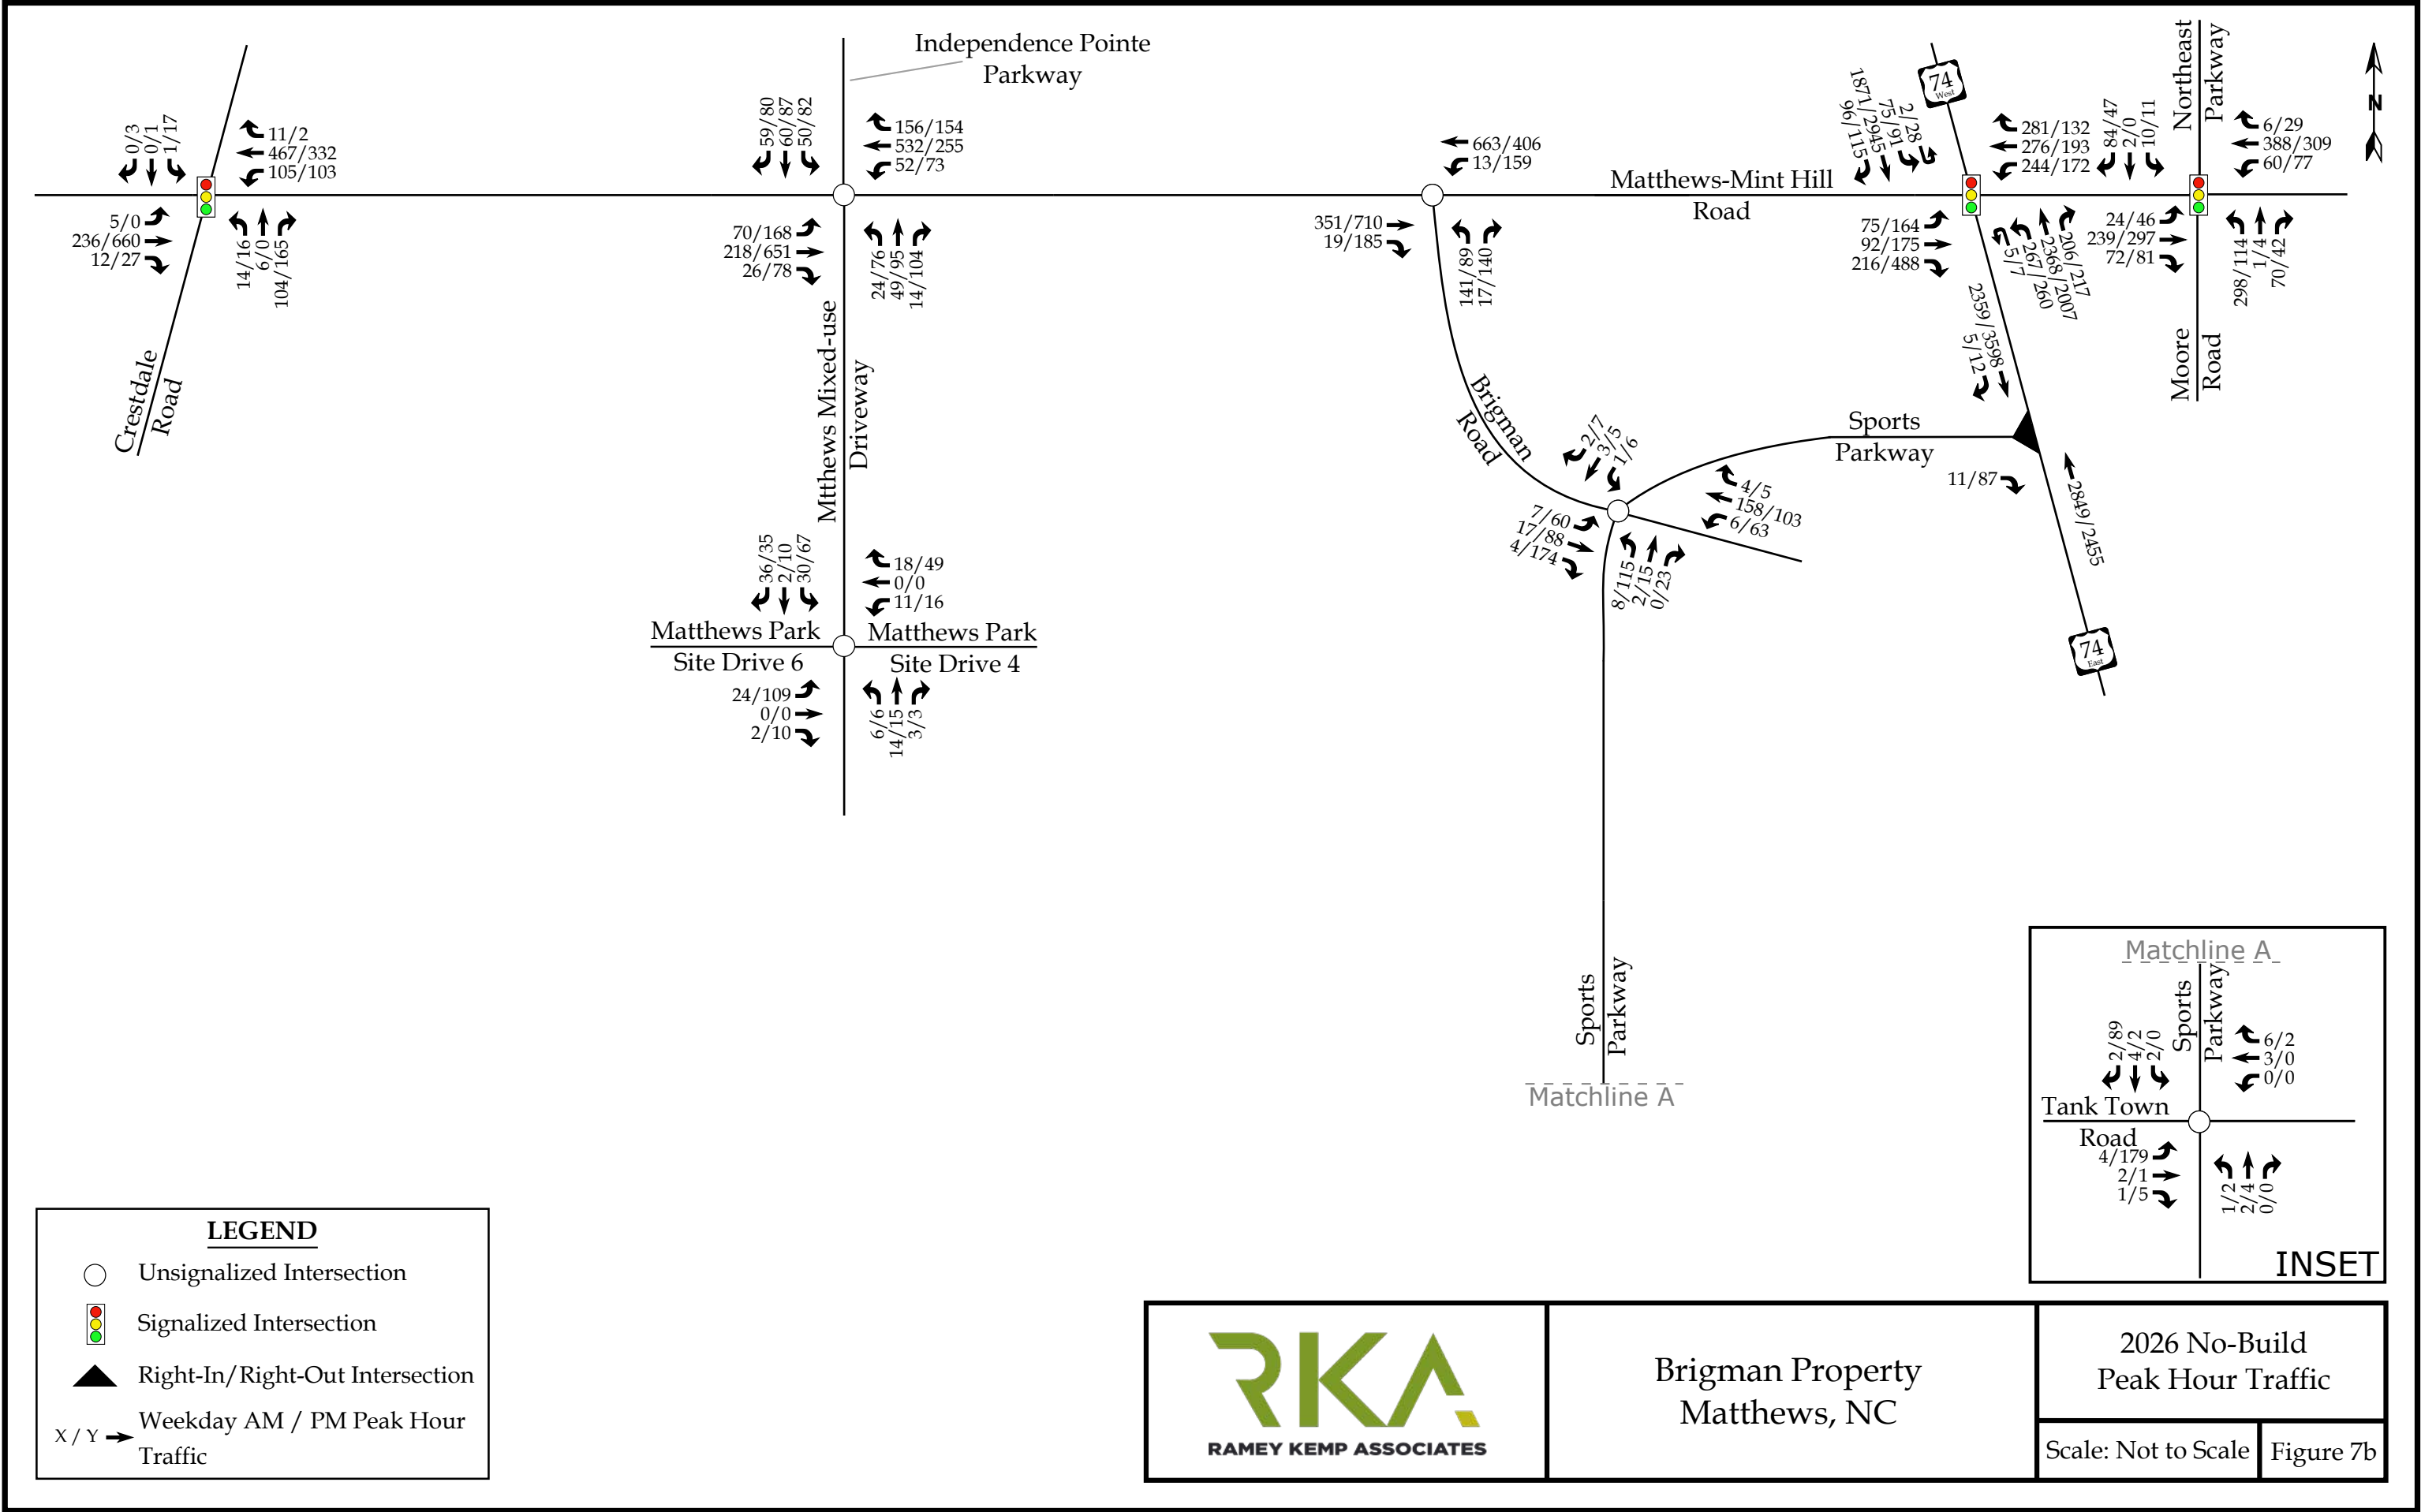 Independence Pointe
Parkway
Northeast
Parkway
74
West
N
0/3
0/1
1/17
11/2
467/332
105/103
5/0
236/660
12/27
14/16
6/0
104/165
Crestdale
Road
59/80
60/87
50/82
156/154
532/255
52/73
70/168
218/651
26/78
24/76
49/95
14/104
Mtthews Mixed-use
Driveway
663/406
13/159
351/710
19/185
141/89
17/140
Matthews-Mint Hill
Road
96/115
1871/2945
75/91
2/28
281/132
276/193
244/172
75/164
92/175
216/488
5/7
267/260
2368/2007
206/217
84/47
2/0
10/11
6/29
388/309
60/77
24/46
239/297
72/81
298/114
1/4
70/42
Moore
Road
2359/3598
5/12
Sports
Parkway
11/87
2849/2455
74
East
Brigman
Road
2/7
3/5
1/6
4/5
158/103
6/63
7/60
17/88
4/174
8/115
2/15
0/23
36/35
2/10
30/67
18/49
0/0
11/16
Matthews Park
Site Drive 6
Matthews Park
Site Drive 4
24/109
0/0
2/10
6/6
14/15
3/3
Sports
Parkway
Matchline A
Matchline A
Sports
Parkway
2/89
4/2
2/0
6/2
3/0
0/0
Tank Town
Road
4/179
2/1
1/5
1/2
2/4
0/0
INSET
LEGEND
Unsignalized Intersection
Signalized Intersection
Right-In/Right-Out Intersection
X / Y
Weekday AM / PM Peak Hour
Traffic
RKA
RAMEY KEMP ASSOCIATES
Brigman Property
Matthews, NC
2026 No-Build
Peak Hour Traffic
Scale: Not to Scale
Figure 7b